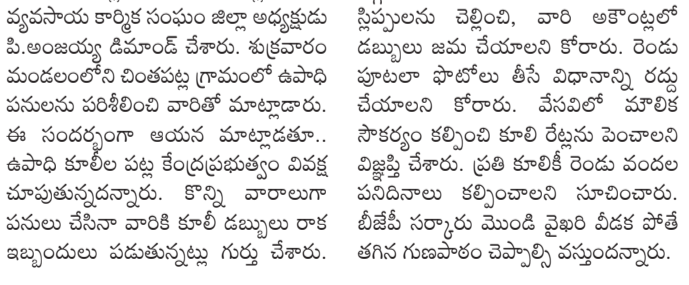 వ్యవసాయ కార్మిక సంఘం జిల్లా అధ్యక్షుడు
పి.అంజయ్య డిమాండ్ చేశారు. శుక్రవారం
మండలంలోని చింతపట్ల గ్రామంలో ఉపాధి
పనులను పరిశీలించి వారితో మాట్లాడారు.
ఈ సందర్భంగా ఆయన మాట్లాడతూ..
ఉపాధి కూలీల పట్ల కేంద్రప్రభుత్వం వివక్ష
చూపుతున్నదన్నారు. కొన్ని వారాలుగా
పనులు చేసినా వారికి కూలీ డబ్బులు రాక
ఇబ్బందులు పడుతున్నట్లు గుర్తు చేశారు.
స్లిప్పులను చెల్లించి, వారి అకౌంట్లలో
డబ్బులు జమ చేయాలని కోరారు. రెండు
పూటలా ఫొటోలు తీసే విధానాన్ని రద్దు
చేయాలని కోరారు. వేసవిలో మౌలిక
సౌకర్యం కల్పించి కూలి రేట్లను పెంచాలని
విజ్ఞప్తి చేశారు. ప్రతి కూలికీ రెండు వందల
పనిదినాలు కల్పించాలని సూచించారు.
బీజేపీ సర్కారు మొండి వైఖరి వీడక పోతే
తగిన గుణపాఠం చెప్పాల్సి వస్తుందన్నారు.